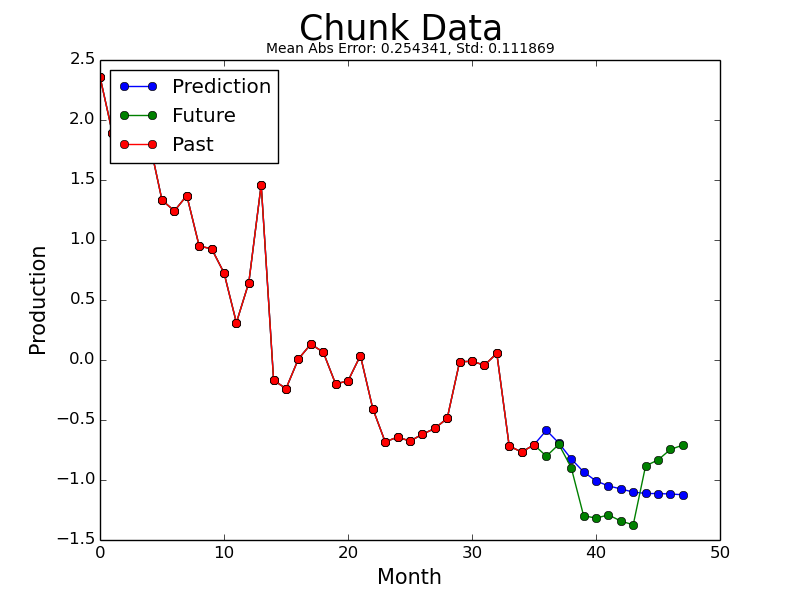 Chunk Data
Mean Abs Error: 0.254341, Std: 0.111869
2.5
2.0
1.5
1.0
0.5
0.0
−0.5
−1.0
−1.5
Production
Prediction
Future
Past
0 10 20 30 40 50
Month